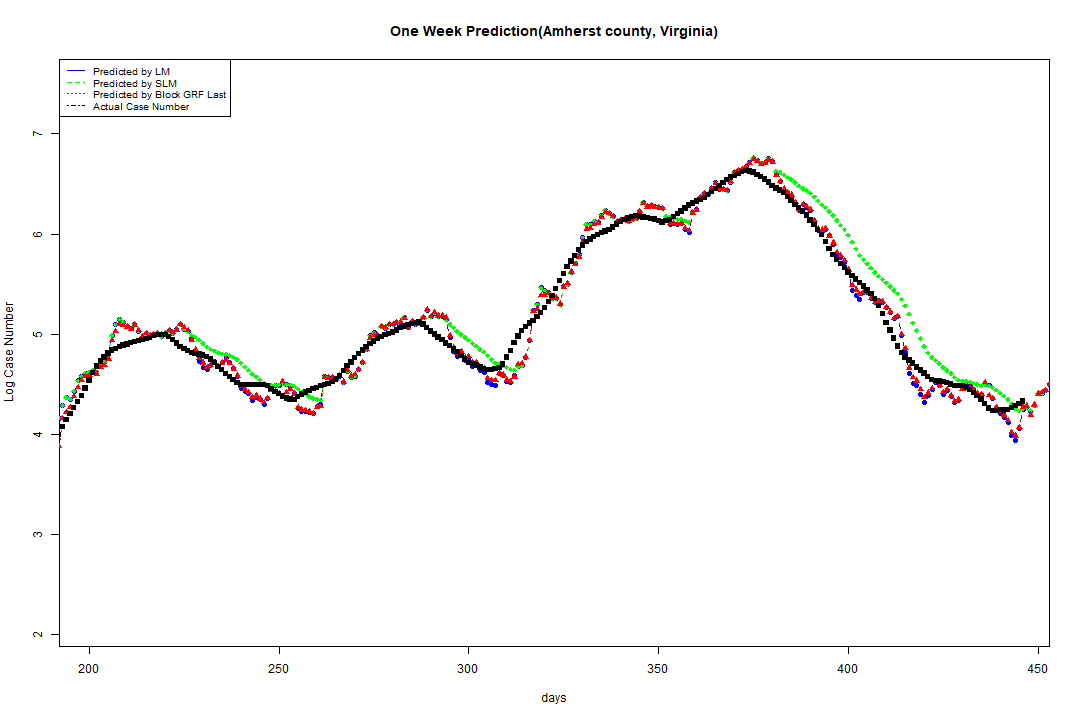 One Week Prediction(Amherst county, Virginia)
Predicted by LM
Predicted by SLM
Predicted by Block GRF Last
Actual Case Number
Log Case Number
7
6
5
4
3
2
200 250 300 350 400 450
days